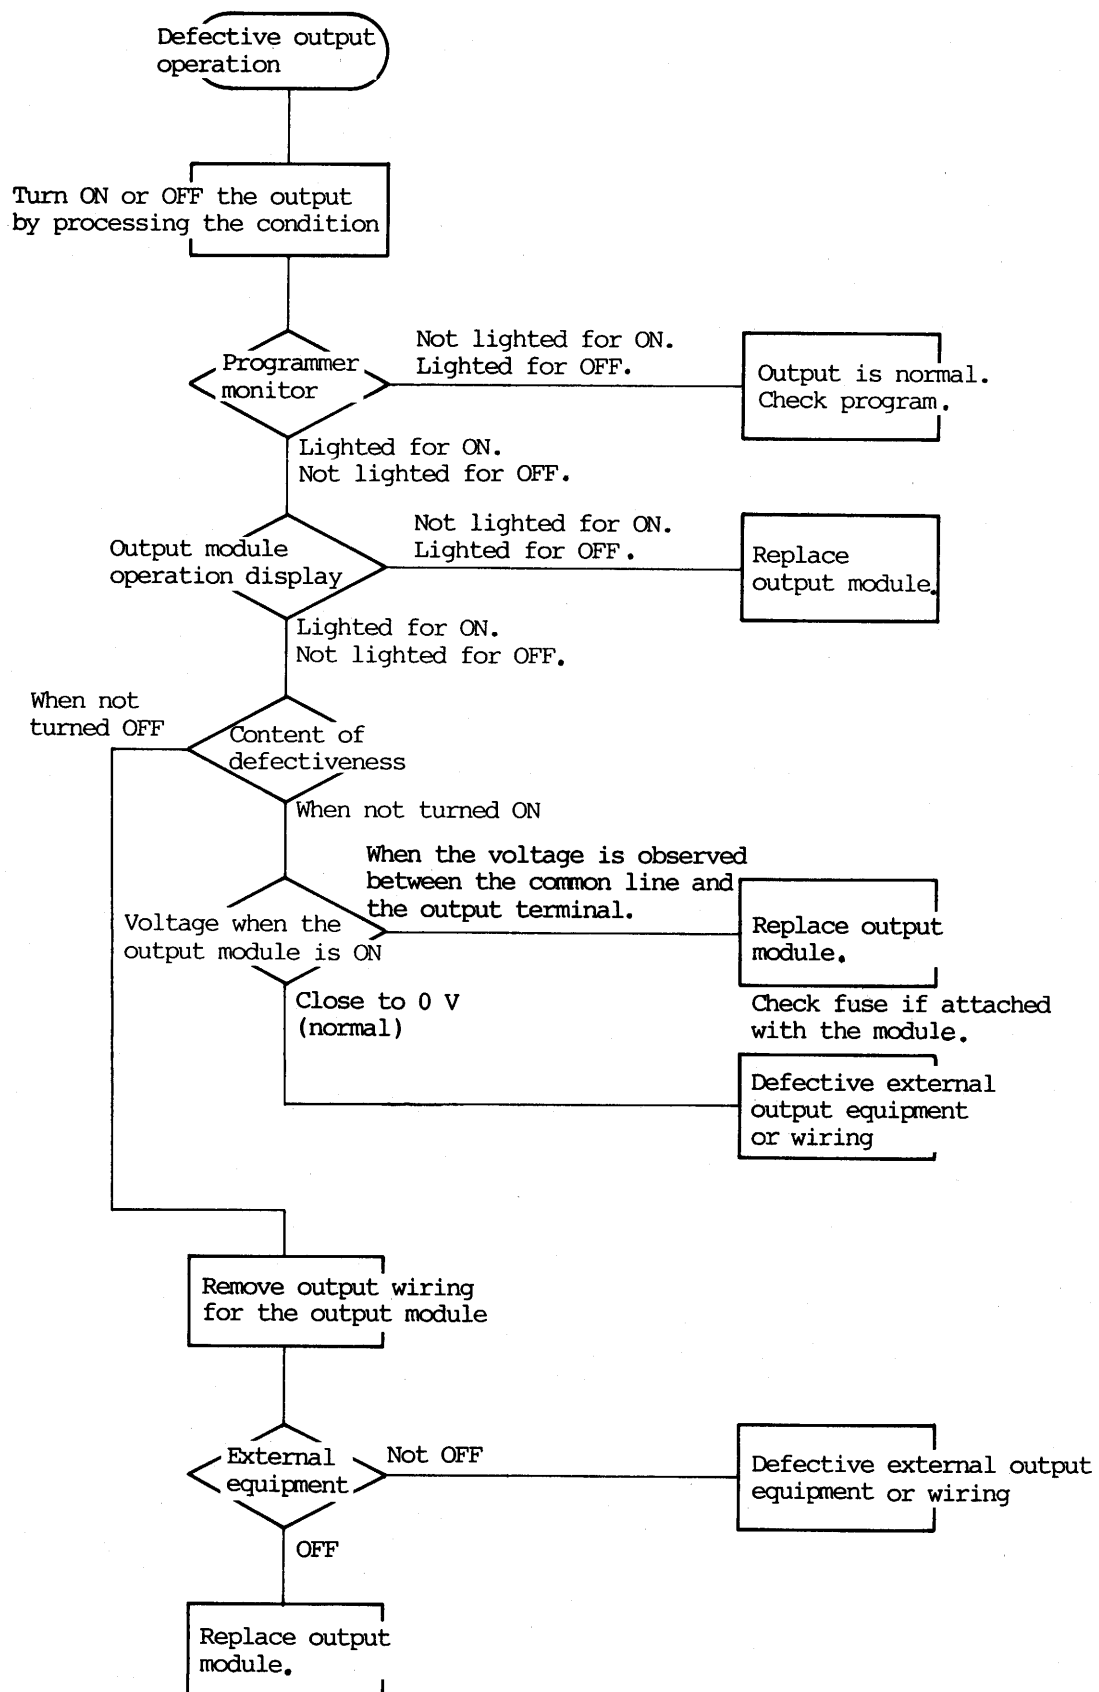 Defective output
operation
Turn ON or OFF the output
by processing the condition
Programmer
monitor
Not lighted for ON.
Lighted for OFF.
Output is normal.
Check program.
Lighted for ON.
Not lighted for OFF.
Output module
operation display
Not lighted for ON.
Lighted for OFF.
Replace
output module.
Lighted for ON.
Not lighted for OFF.
When not
turned OFF
Content of
defectiveness
When not turned ON
When the voltage is observed
between the common line and
the output terminal.
Voltage when the
output module is ON
Replace output
module.
Close to 0 V
(normal)
Check fuse if attached
with the module.
Defective external
output equipment
or wiring
Remove output wiring
for the output module
External
equipment
Not OFF
Defective external output
equipment or wiring
OFF
Replace output
module.